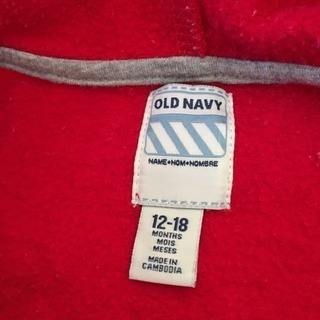 OLD NAVY
NAME•NOM•NOMBRE
12-18
MONTHS
MOIS
MESES
MADE IN
CAMBODIA